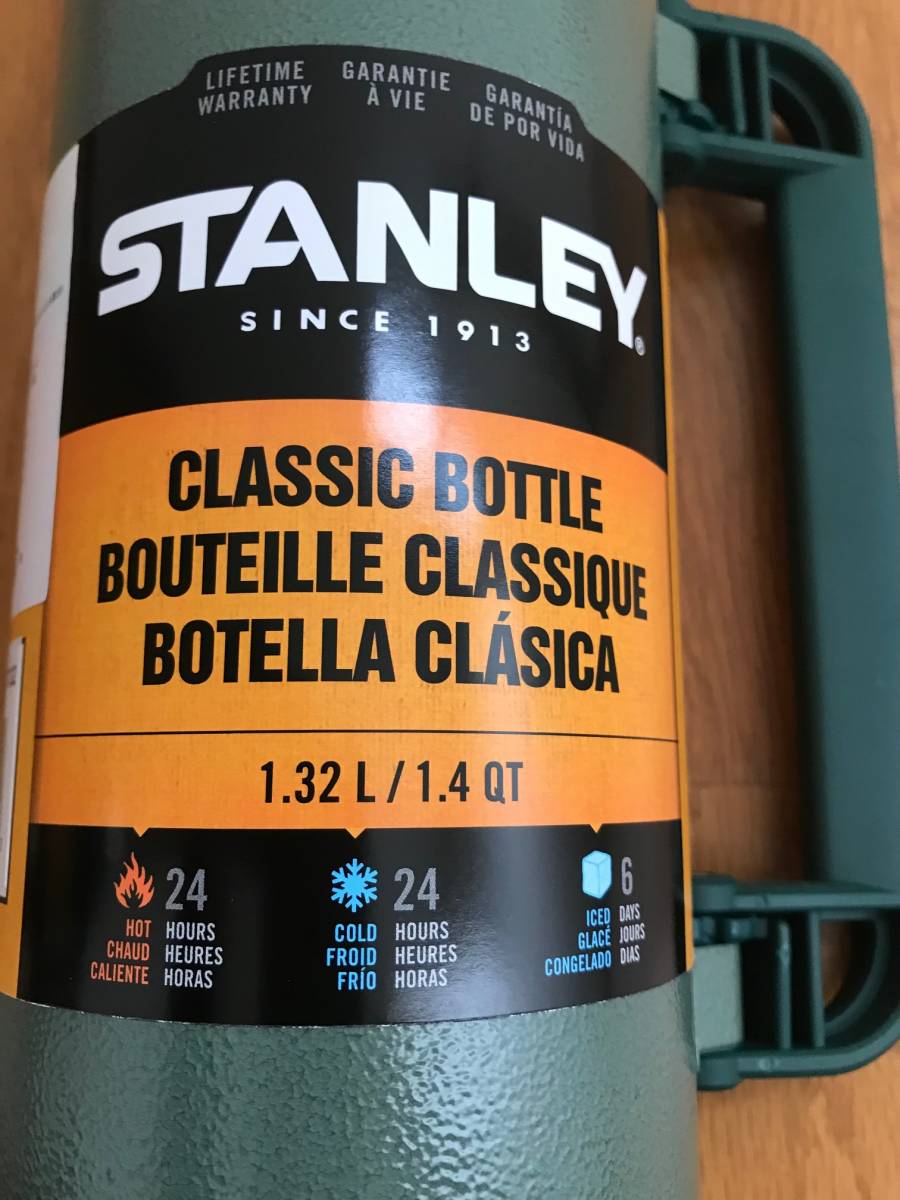 LIFETIME
WARRANTY
GARANTIE
À VIE
GARANTÍA
DE POR VIDA
STANLEY®
SINCE 1913
CLASSIC BOTTLE
BOUTEILLE CLASSIQUE
BOTELLA CLÁSICA
1.32 L / 1.4 QT
24
HOT HOURS
CHAUD HEURES
CALIENTE HORAS
24
COLD HOURS
FROID HEURES
FRÍO HORAS
6
ICED DAYS
GLACÉ JOURS
CONGELADO DIAS